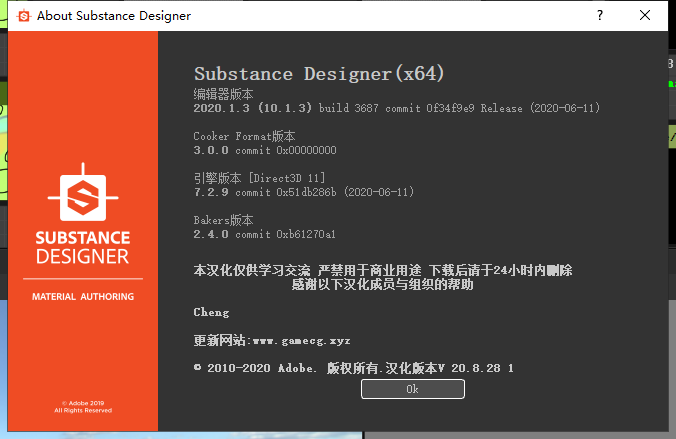 About Substance Designer
?
SUBSTANCE
DESIGNER
MATERIAL AUTHORING
© Adobe 2019
All Rights Reserved
Substance Designer(x64)
编辑器版本
2020.1.3 (10.1.3) build 3687 commit 0f34f9e9 Release (2020-06-11)
Cooker Format版本
3.0.0 commit 0x00000000
引擎版本 [Direct3D 11]
7.2.9 commit 0x51db286b (2020-06-11)
Bakers版本
2.4.0 commit 0xb61270a1
本汉化仅供学习交流 严禁用于商业用途 下载后请于24小时内删除
感谢以下汉化成员与组织的帮助
Cheng
更新网站:www.gamecg.xyz
© 2010-2020 Adobe. 版权所有.汉化版本V 20.8.28 1
Ok